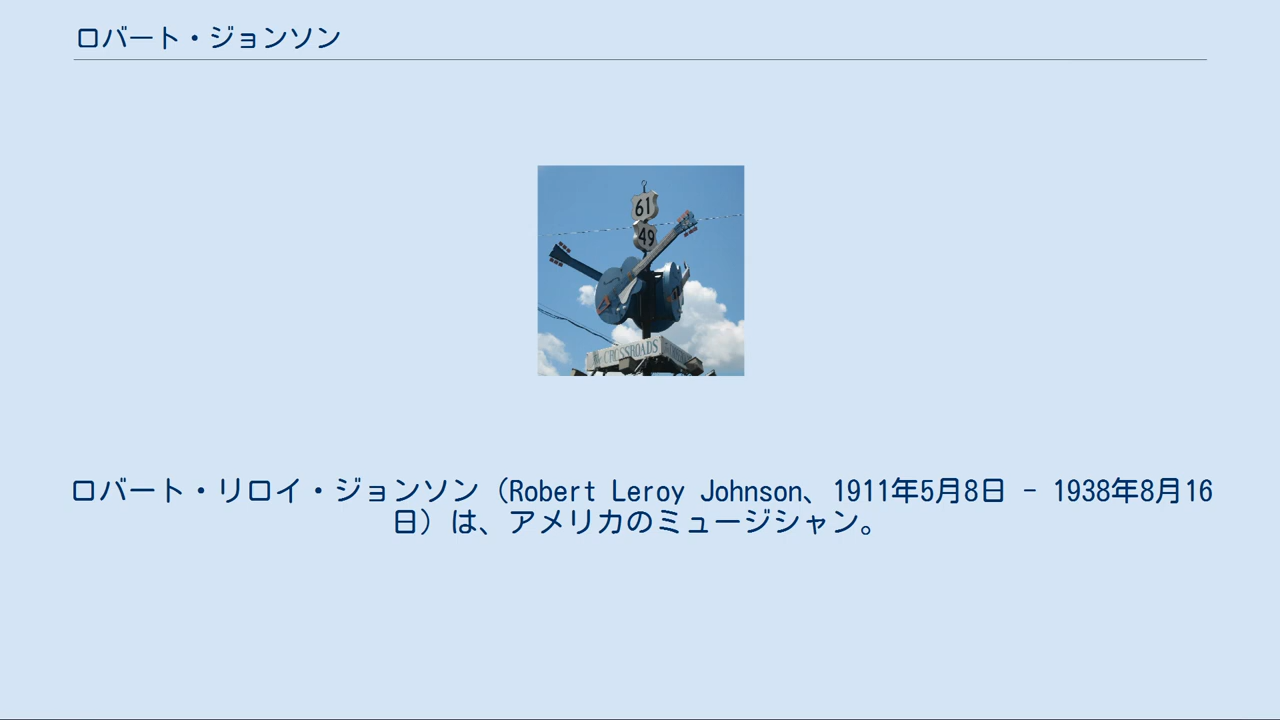 ロバート・ジョンソン
61
49
CROSSROADS
ロバート・リロイ・ジョンソン（Robert Leroy Johnson、1911年5月8日 - 1938年8月16
日）は、アメリカのミュージシャン。